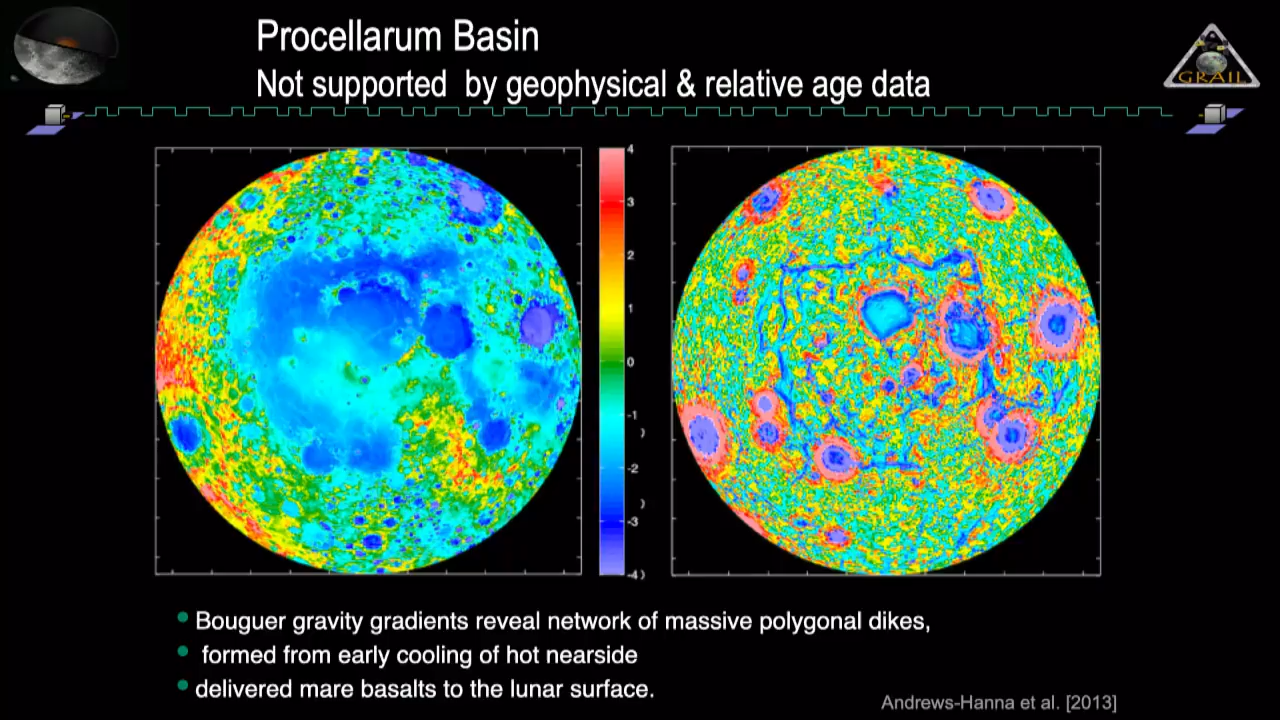 Procellarum Basin
Not supported by geophysical & relative age data
GRAIL
4
3
2
1
0
-1
-2
-3
-4
Bouguer gravity gradients reveal network of massive polygonal dikes,
formed from early cooling of hot nearside
delivered mare basalts to the lunar surface.
Andrews-Hanna et al. [2013]